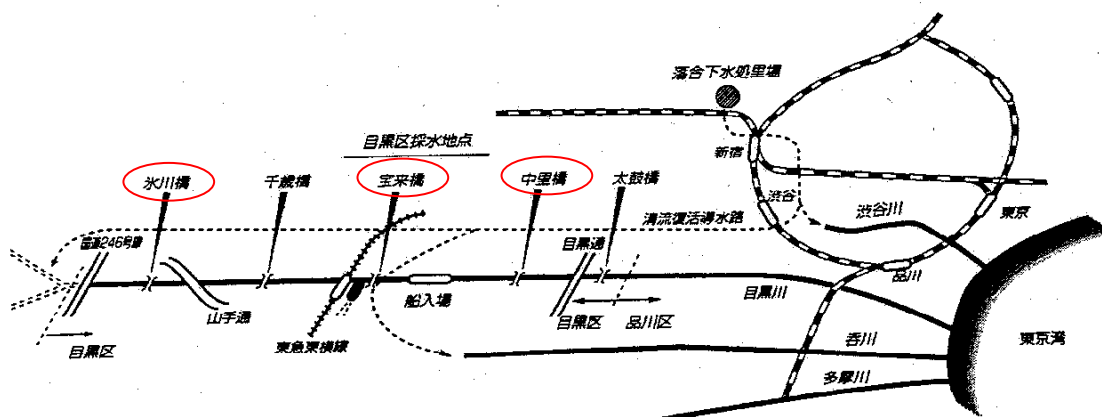 落合下水処里場
目黒区採水地点
新宿
氷川橋
千歳橋
宝来橋
中里橋
太鼓橋
渋谷
渋谷川
東京
清流復活導水路
国道246号線
目黒通
品川
船入場
目黒川
山手通
目黒区
品川区
東急東横線
目黒区
呑川
東京湾
多摩川